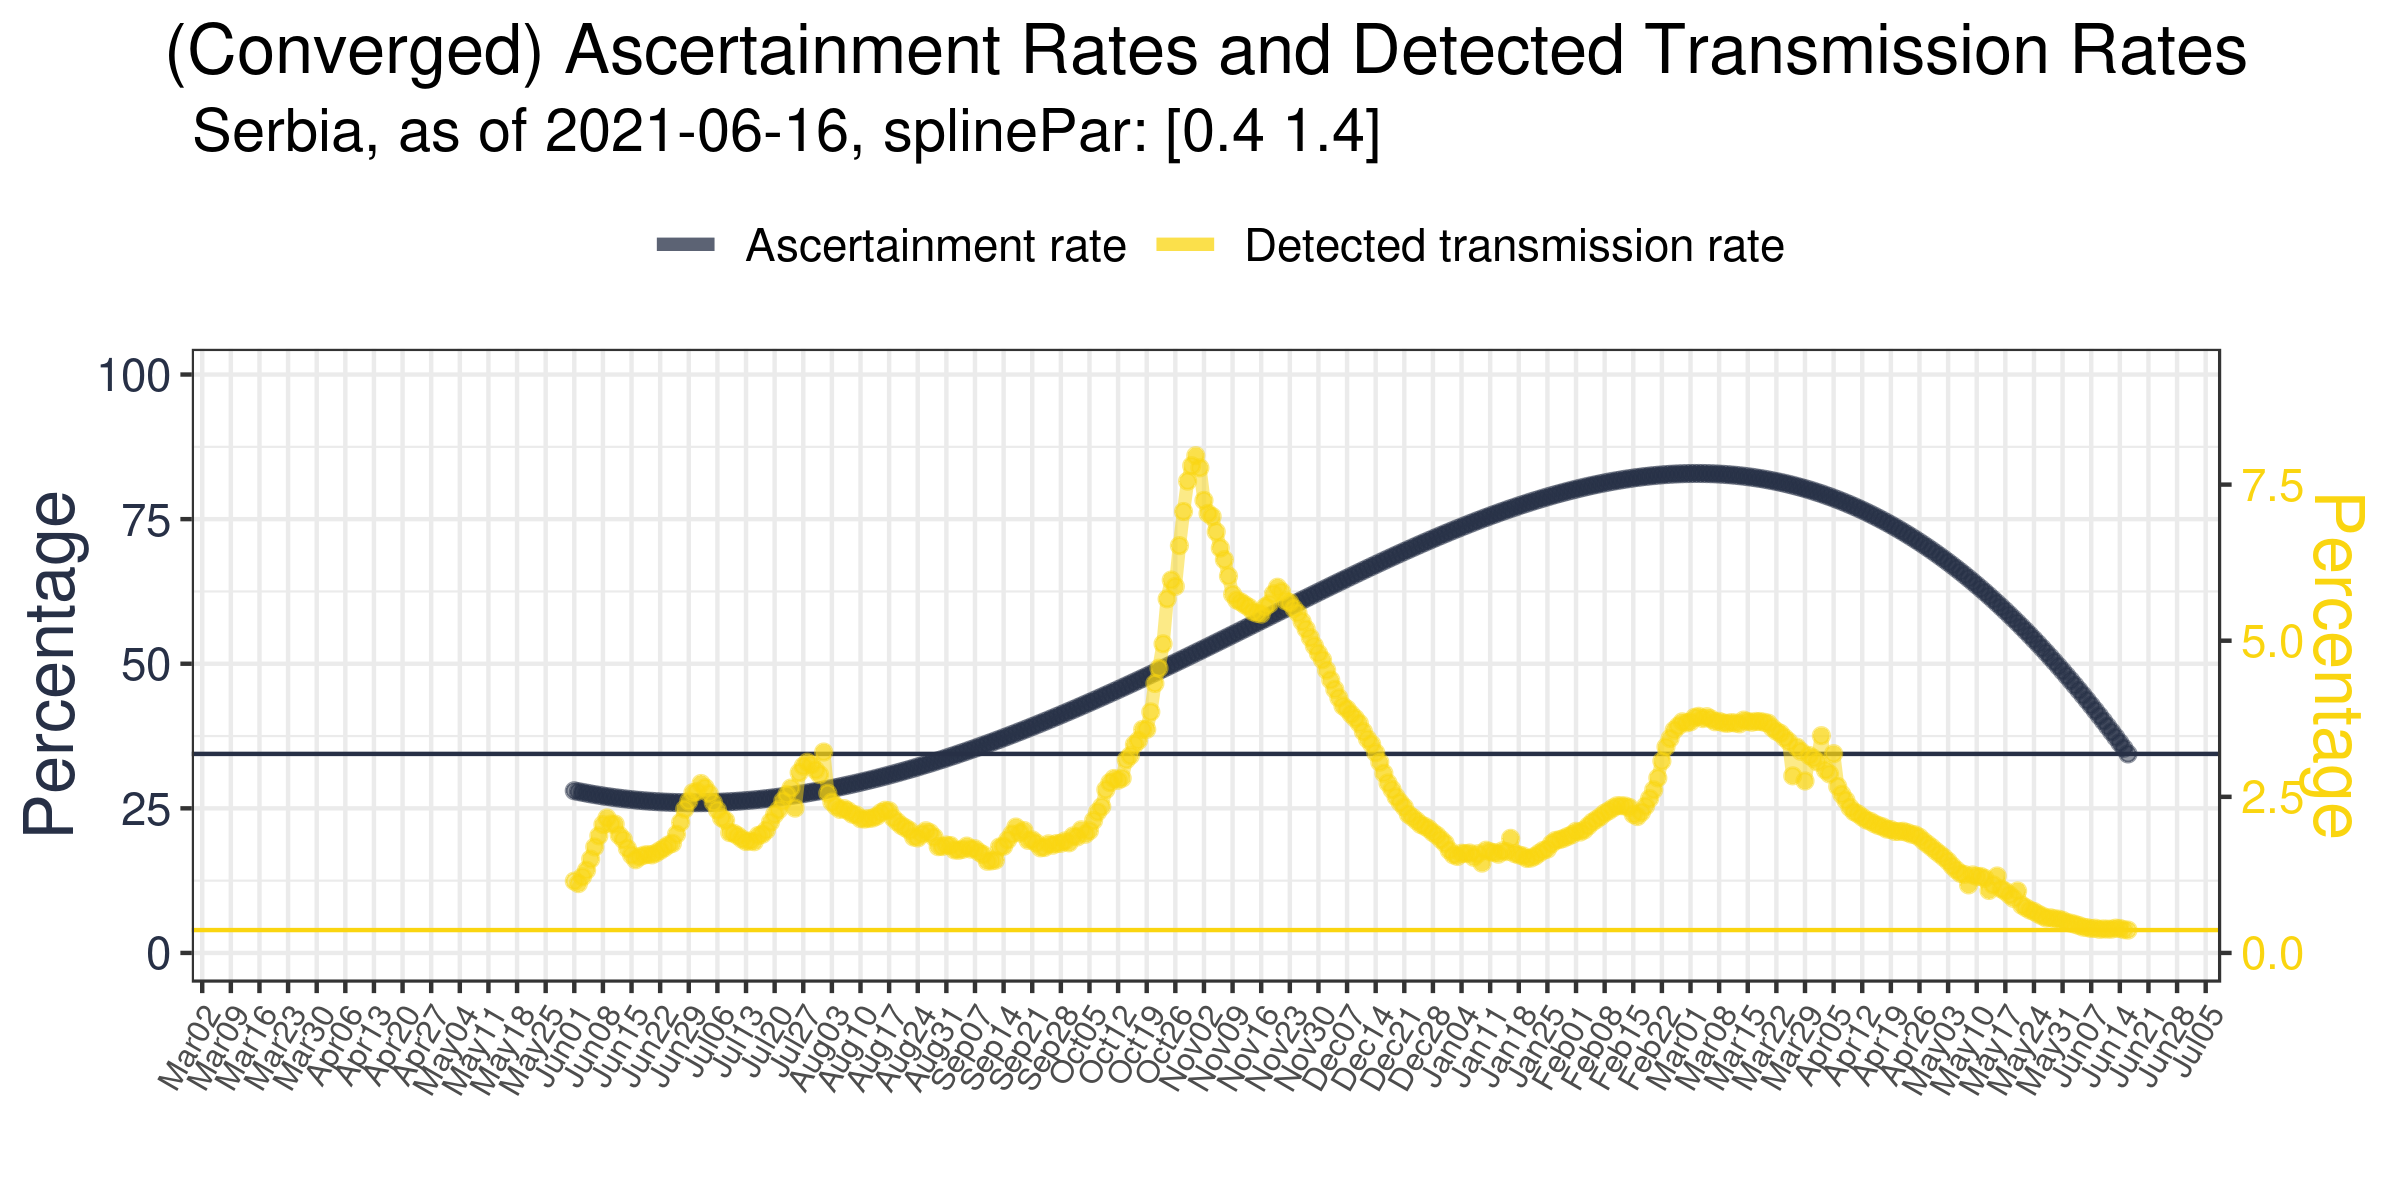 (Converged) Ascertainment Rates and Detected Transmission Rates
Serbia, as of 2021-06-16, splinePar: [0.4 1.4]
Ascertainment rate Detected transmission rate
Percentage
100
75
50
25
0
7.5
5.0
2.5
0.0
Percentage
Mar02 Mar09 Mar16 Mar23 Mar30 Apr06 Apr13 Apr20 Apr27 May04 May11 May18 May25 Jun01 Jun08 Jun15 Jun22 Jun29 Jul06 Jul13 Jul20 Jul27 Aug03 Aug10 Aug17 Aug24 Aug31 Sep07 Sep14 Sep21 Sep28 Oct05 Oct12 Oct19 Oct26 Nov02 Nov09 Nov16 Nov23 Nov30 Dec07 Dec14 Dec21 Dec28 Jan04 Jan11 Jan18 Jan25 Feb01 Feb08 Feb15 Feb22 Mar01 Mar08 Mar15 Mar22 Mar29 Apr05 Apr12 Apr19 Apr26 May03 May10 May17 May24 May31 Jun07 Jun14 Jun21 Jun28 Jul05